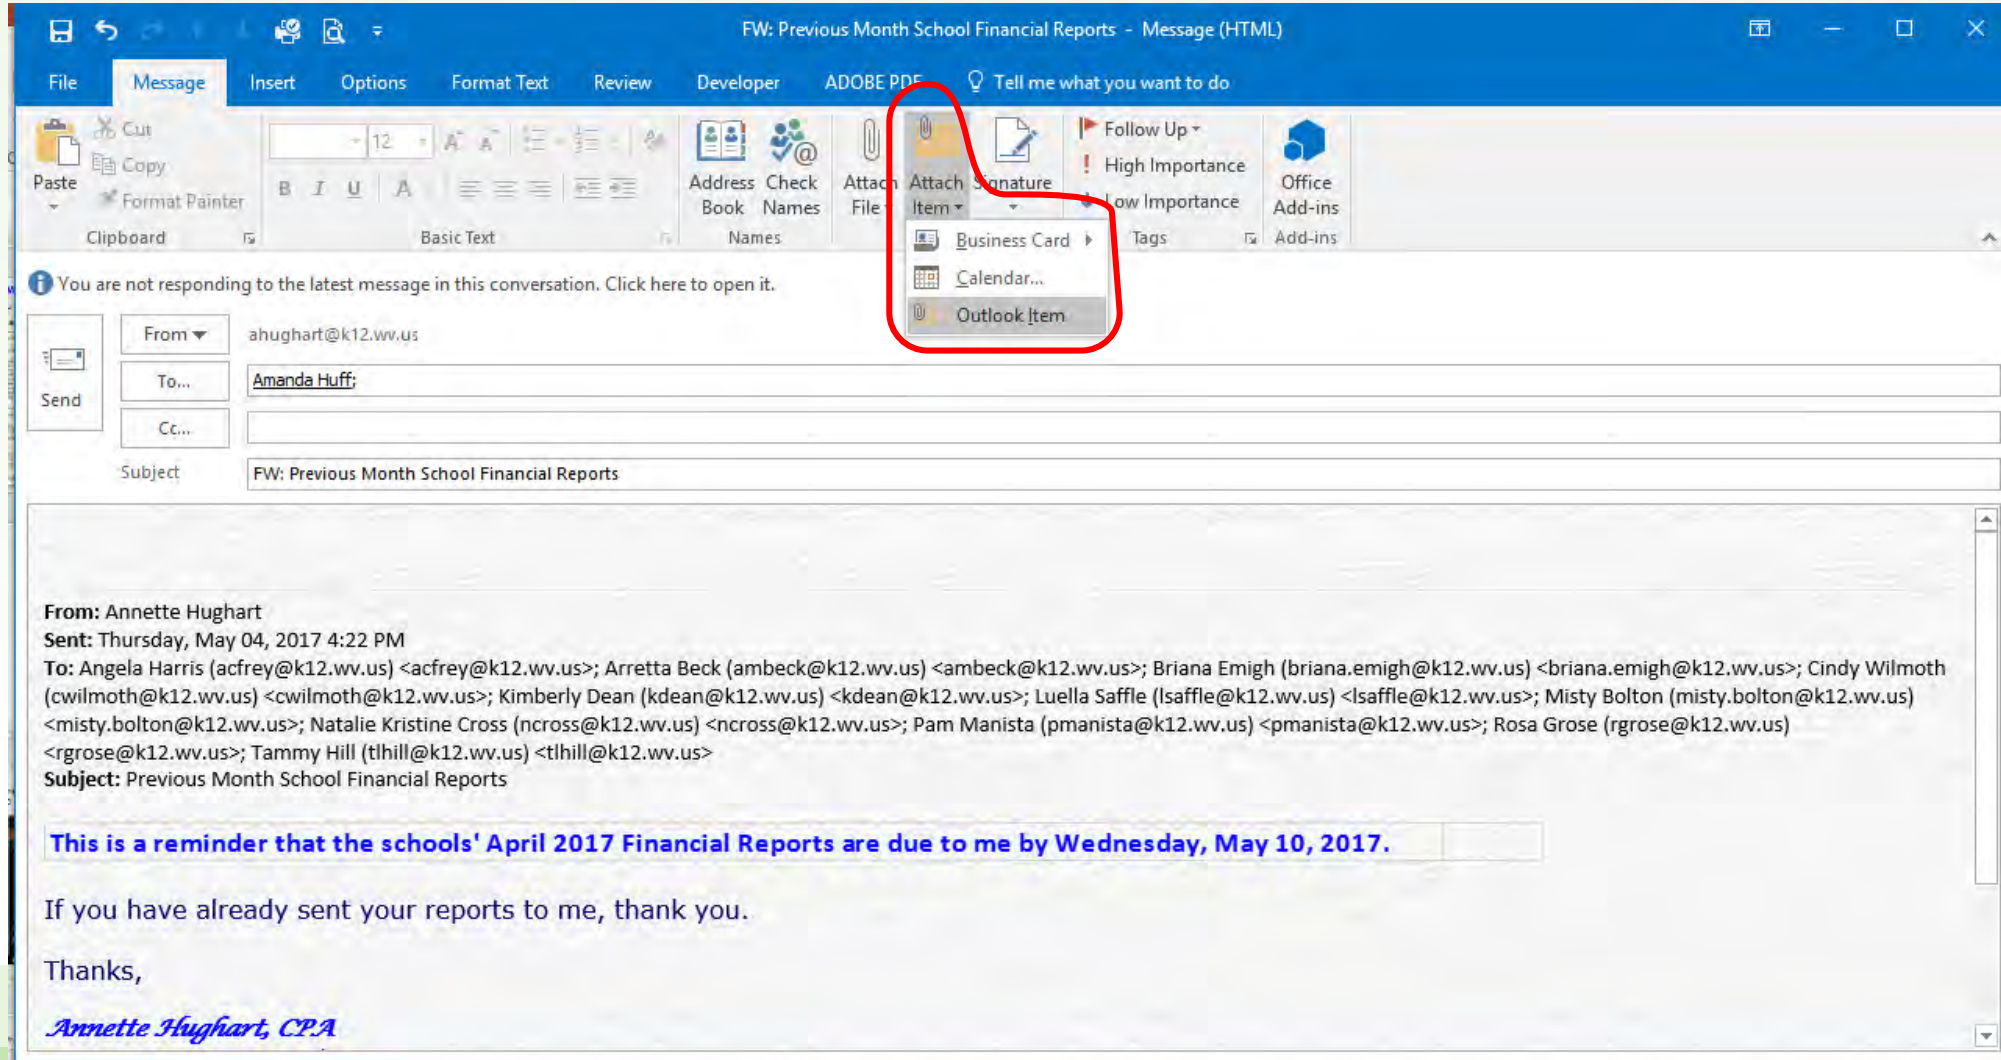 FW: Previous Month School Financial Reports - Message (HTML)
File Message Insert Options Format Text Review Developer ADOBE PDF Tell me what you want to do
Cut
Copy
Format Painter
Paste
12
B I U A
Address Book
Check Names
Attach File
Attach Item
Signature
Follow Up
High Importance
Low Importance
Office Add-ins
Clipboard Basic Text Names Tags Add-ins
Business Card
Calendar...
Outlook Item
You are not responding to the latest message in this conversation. Click here to open it.
Send
From ahughart@k12.wv.us
To... Amanda Huff;
Cc...
Subject FW: Previous Month School Financial Reports
From: Annette Hughart
Sent: Thursday, May 04, 2017 4:22 PM
To: Angela Harris (acfrey@k12.wv.us) <acfrey@k12.wv.us>; Arretta Beck (ambeck@k12.wv.us) <ambeck@k12.wv.us>; Briana Emigh (briana.emigh@k12.wv.us) <briana.emigh@k12.wv.us>; Cindy Wilmoth
(cwilmoth@k12.wv.us) <cwilmoth@k12.wv.us>; Kimberly Dean (kdean@k12.wv.us) <kdean@k12.wv.us>; Luella Saffle (lsaffle@k12.wv.us) <lsaffle@k12.wv.us>; Misty Bolton (misty.bolton@k12.wv.us)
<misty.bolton@k12.wv.us>; Natalie Kristine Cross (ncross@k12.wv.us) <ncross@k12.wv.us>; Pam Manista (pmanista@k12.wv.us) <pmanista@k12.wv.us>; Rosa Grose (rgrose@k12.wv.us)
<rgrose@k12.wv.us>; Tammy Hill (tlhill@k12.wv.us) <tlhill@k12.wv.us>
Subject: Previous Month School Financial Reports
This is a reminder that the schools' April 2017 Financial Reports are due to me by Wednesday, May 10, 2017.
If you have already sent your reports to me, thank you.
Thanks,
Annette Hughart, CPA